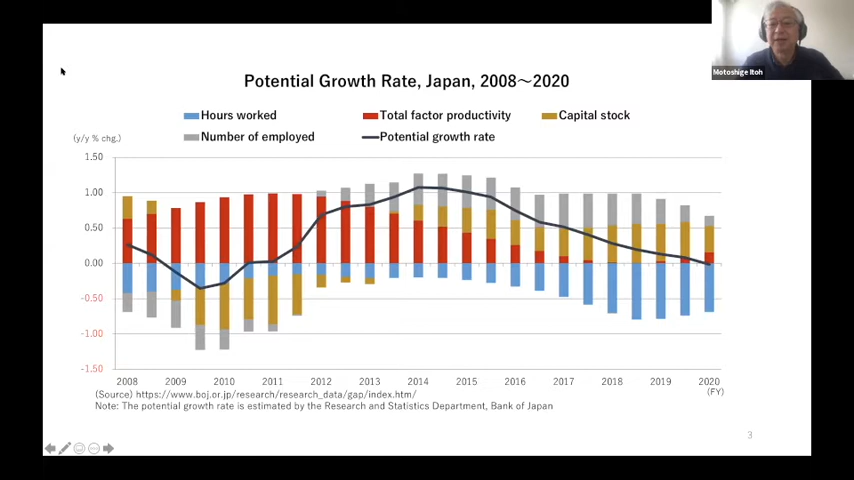 Motoshige Itoh
Potential Growth Rate, Japan, 2008～2020
Hours worked
Total factor productivity
Capital stock
Number of employed
Potential growth rate
(y/y % chg.)
1.50
1.00
0.50
0.00
-0.50
-1.00
-1.50
2008 2009 2010 2011 2012 2013 2014 2015 2016 2017 2018 2019 2020
(FY)
(Source) https://www.boj.or.jp/research/research_data/gap/index.htm/
Note: The potential growth rate is estimated by the Research and Statistics Department, Bank of Japan
3